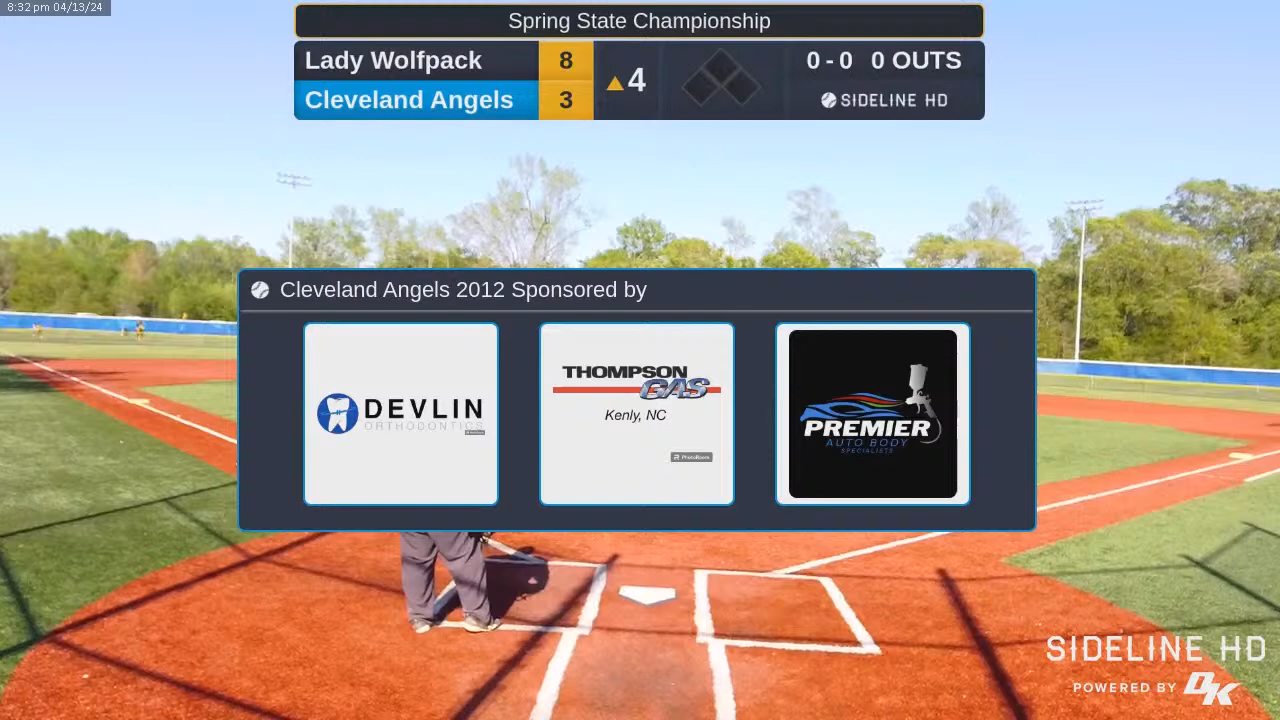 8:32 pm 04/13/24
Spring State Championship
Lady Wolfpack 8
Cleveland Angels 3
▲4
0 - 0 0 OUTS
SIDELINE HD
Cleveland Angels 2012 Sponsored by
DEVLIN
ORTHODONTICS
THOMPSON
GAS
Kenly, NC
PhotoRoom
PREMIER
AUTO BODY
SPECIALISTS
SIDELINE HD
POWERED BY DK